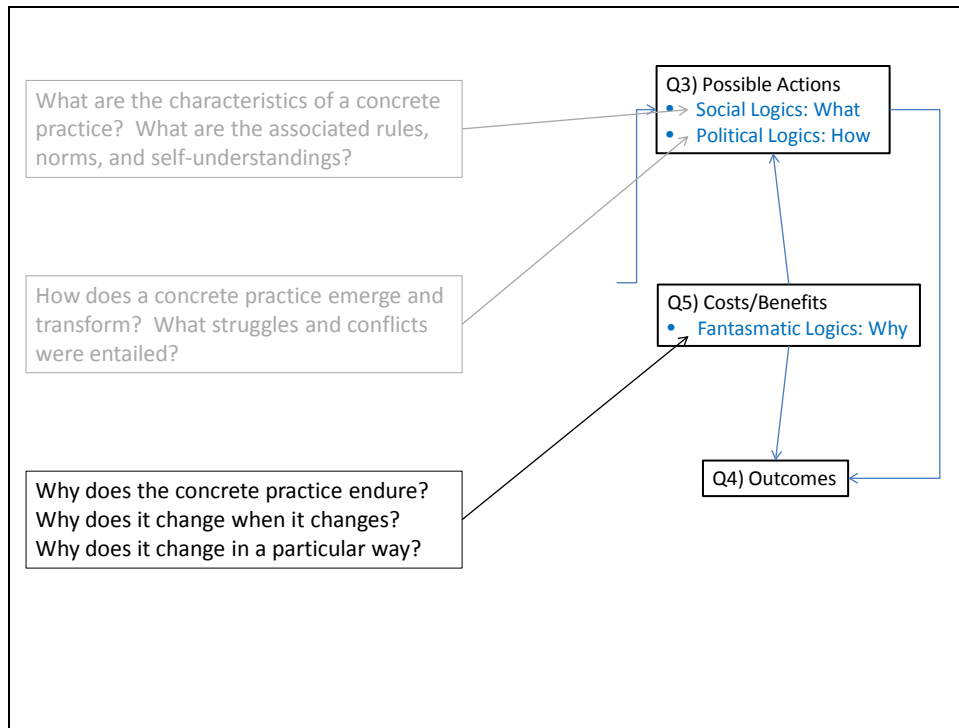 What are the characteristics of a concrete
practice?  What are the associated rules,
norms, and self-understandings?
Q3) Possible Actions
• Social Logics: What
• Political Logics: How
How does a concrete practice emerge and
transform?  What struggles and conflicts
were entailed?
Q5) Costs/Benefits
• Fantasmatic Logics: Why
Why does the concrete practice endure?
Why does it change when it changes?
Why does it change in a particular way?
Q4) Outcomes